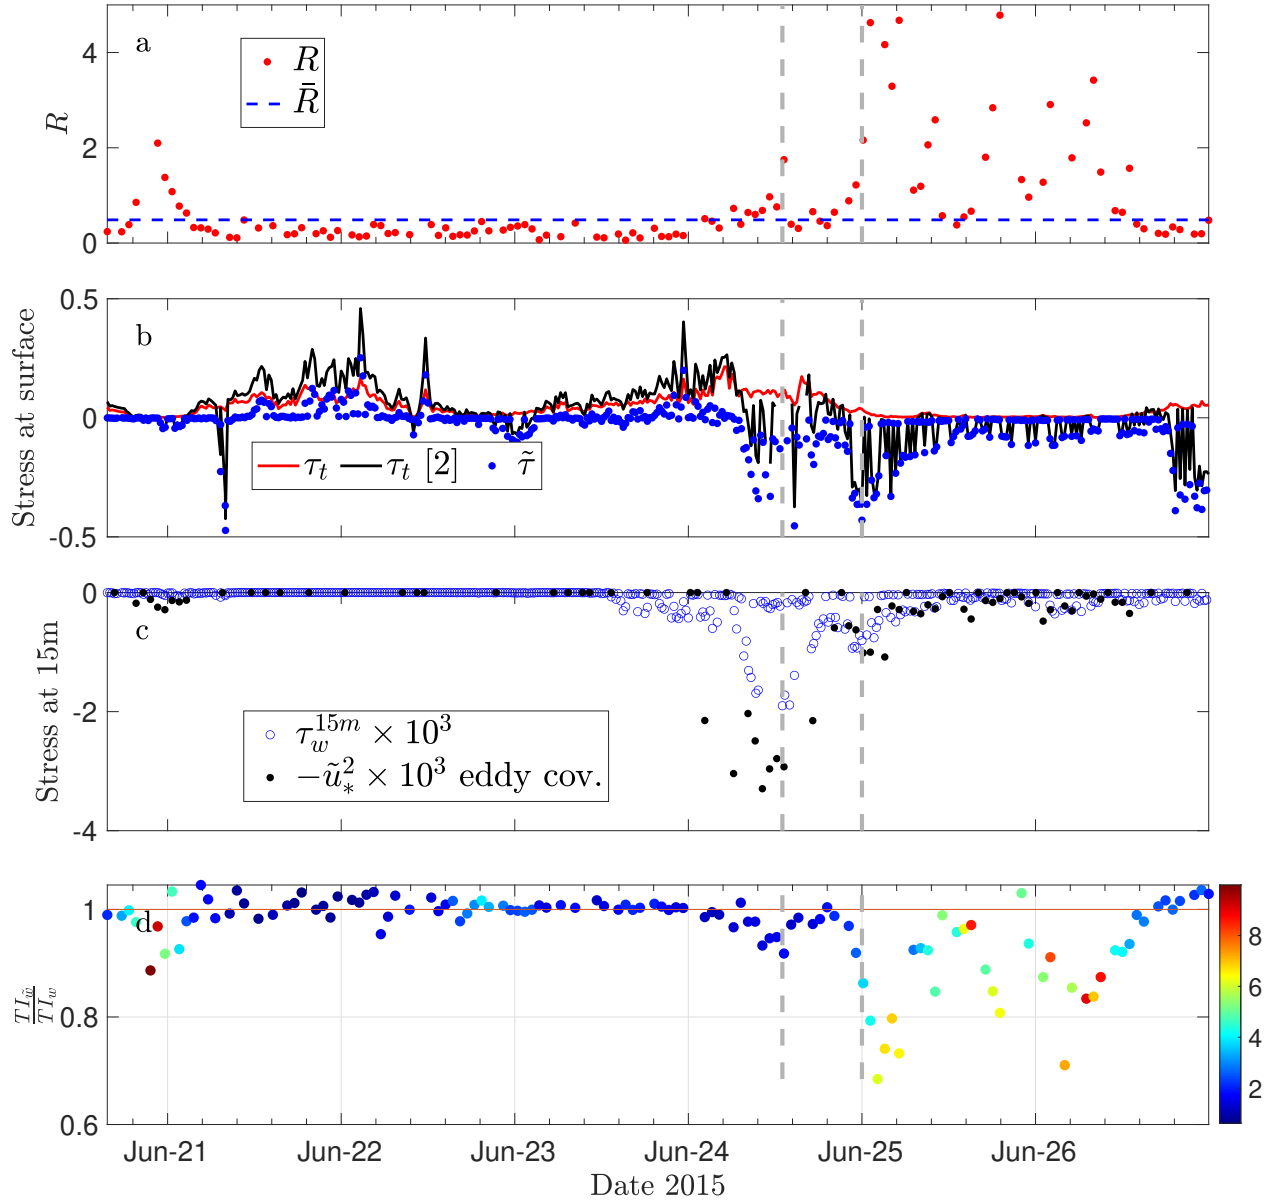 a
R
R̄
R
4
2
0
b
τ_t
τ_t [2]
τ̃
Stress at surface
0.5
0
-0.5
c
τ_w^{15m} × 10^3
−ũ_*^2 × 10^3 eddy cov.
Stress at 15m
0
-2
-4
d
TI_w̃
TI_w
1
0.8
0.6
8
6
4
2
Jun-21 Jun-22 Jun-23 Jun-24 Jun-25 Jun-26
Date 2015